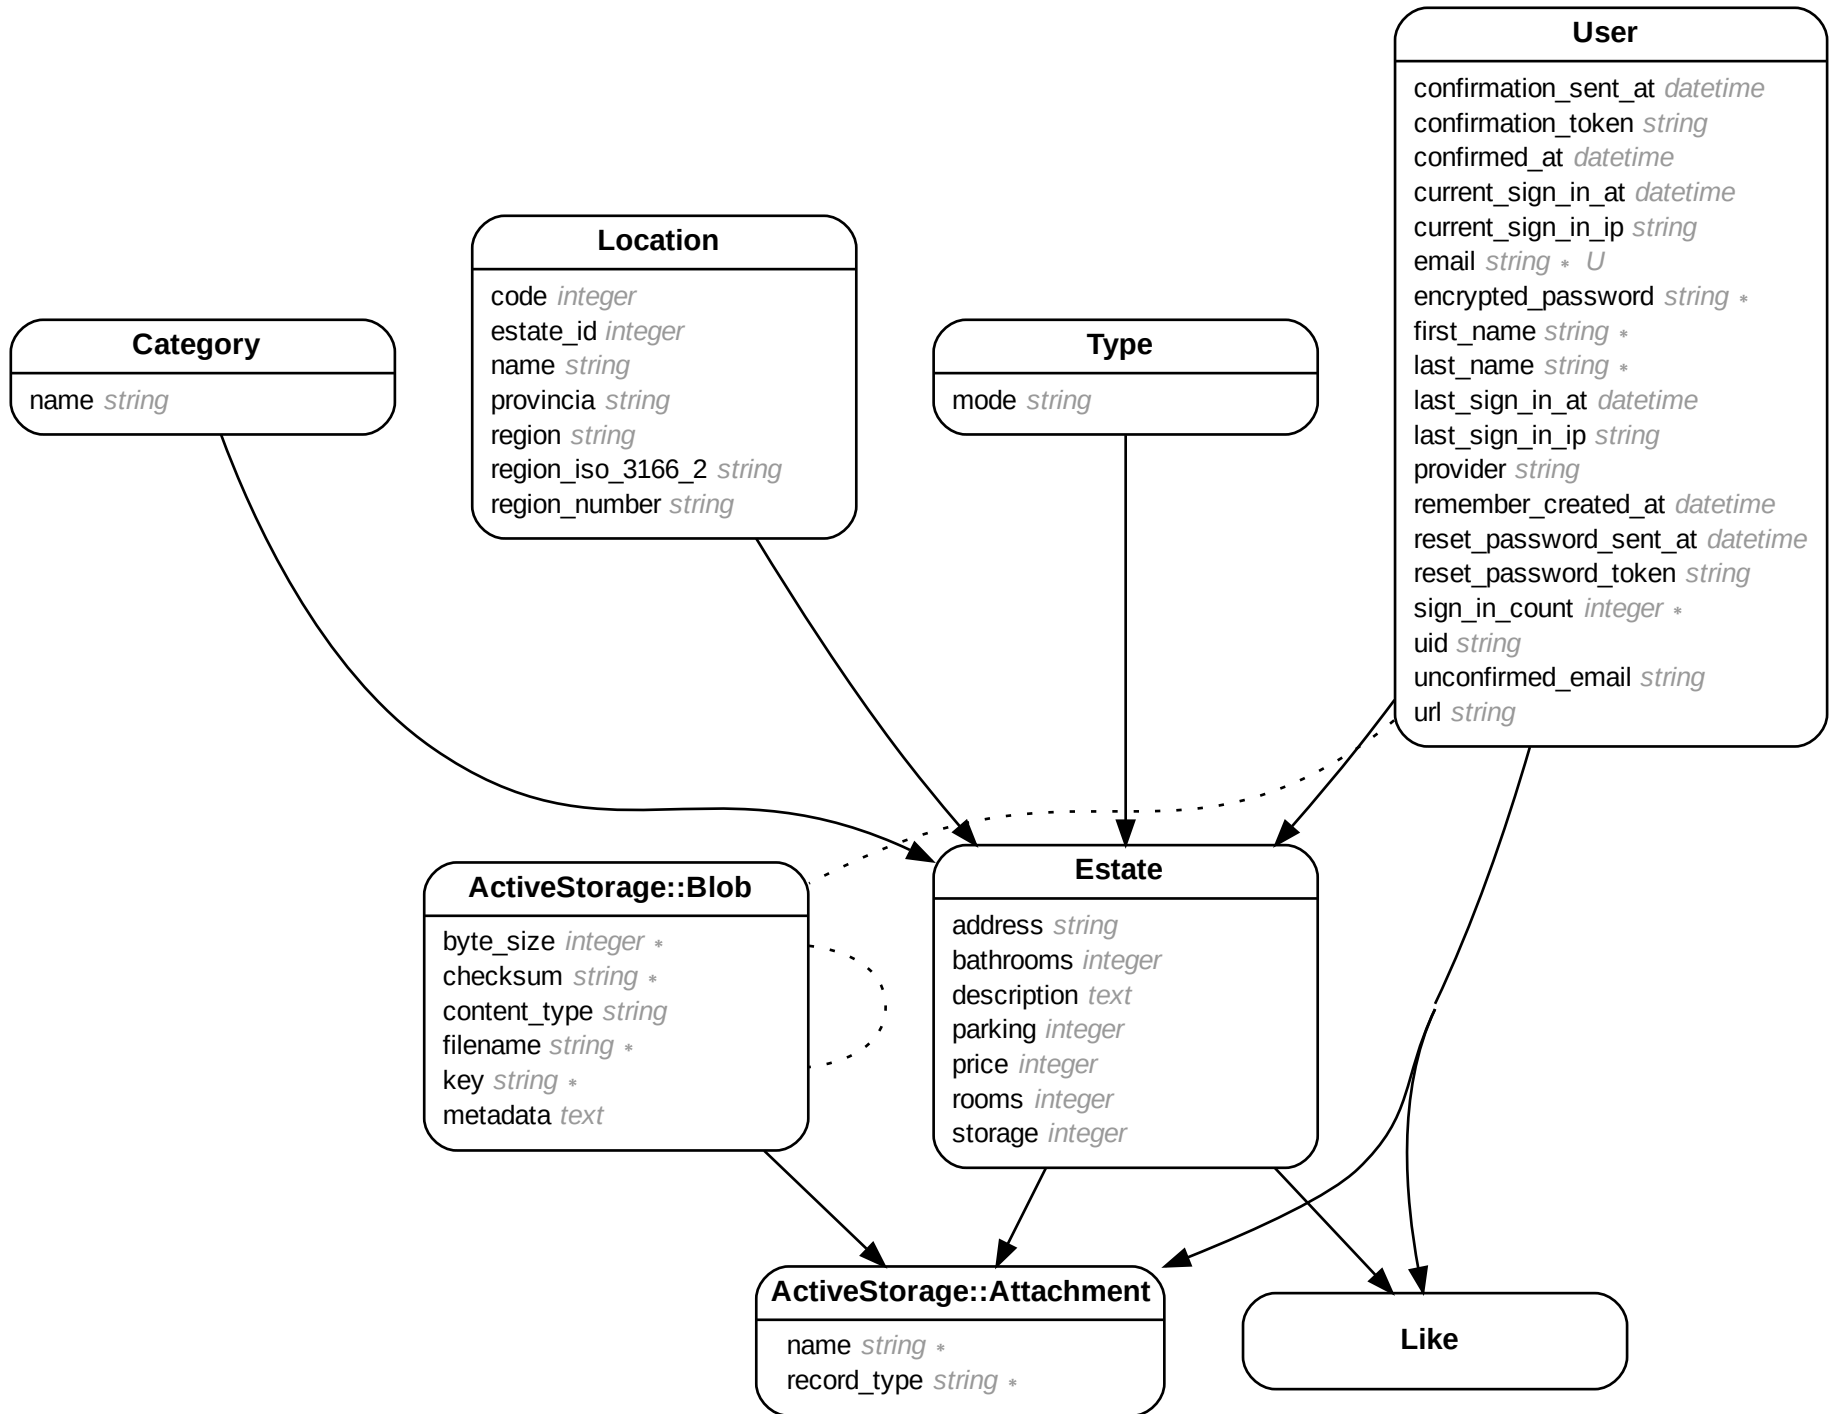 User
confirmation_sent_at datetime
confirmation_token string
confirmed_at datetime
current_sign_in_at datetime
current_sign_in_ip string
email string * U
encrypted_password string *
first_name string *
last_name string *
last_sign_in_at datetime
last_sign_in_ip string
provider string
remember_created_at datetime
reset_password_sent_at datetime
reset_password_token string
sign_in_count integer *
uid string
unconfirmed_email string
url string
Location
code integer
estate_id integer
name string
provincia string
region string
region_iso_3166_2 string
region_number string
Category
name string
Type
mode string
ActiveStorage::Blob
byte_size integer *
checksum string *
content_type string
filename string *
key string *
metadata text
Estate
address string
bathrooms integer
description text
parking integer
price integer
rooms integer
storage integer
ActiveStorage::Attachment
name string *
record_type string *
Like